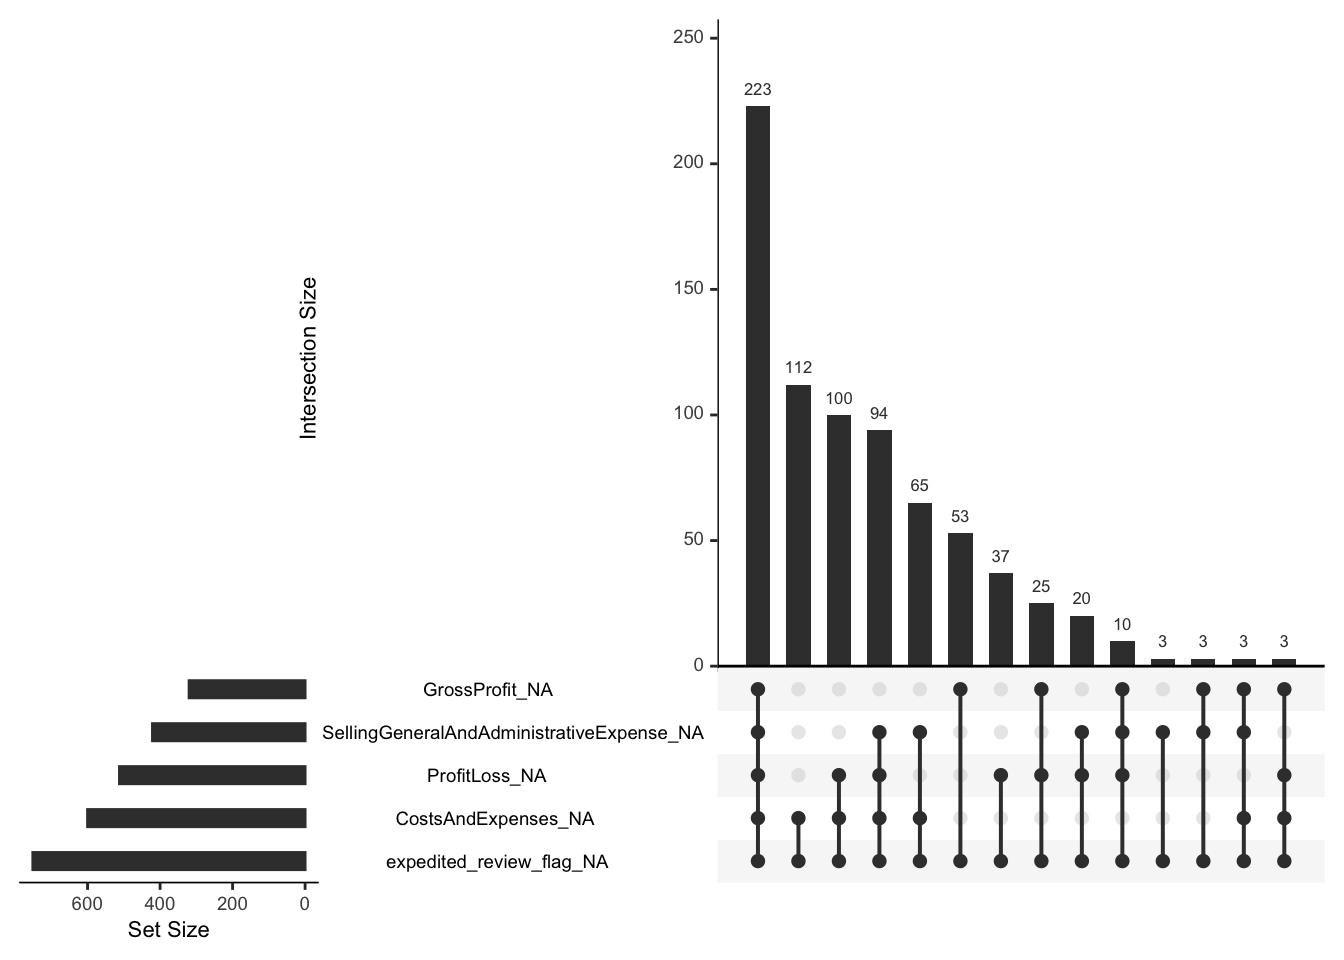 250
223
200
150
Intersection Size
112
100
100
94
65
53
50
37
25
20
10
3
3
3
3
0
GrossProfit_NA
SellingGeneralAndAdministrativeExpense_NA
ProfitLoss_NA
CostsAndExpenses_NA
expedited_review_flag_NA
600 400 200 0
Set Size